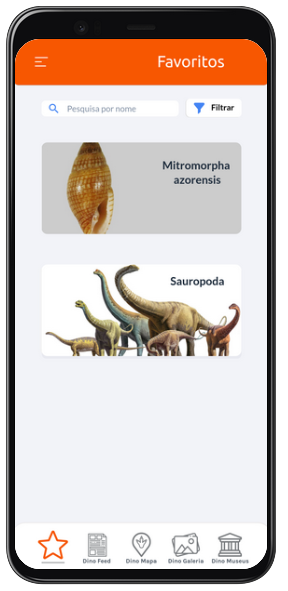 Favoritos
Pesquisa por nome
Filtrar
Mitromorpha
azorensis
Sauropoda
Dino Feed
Dino Mapa
Dino Galeria
Dino Museus